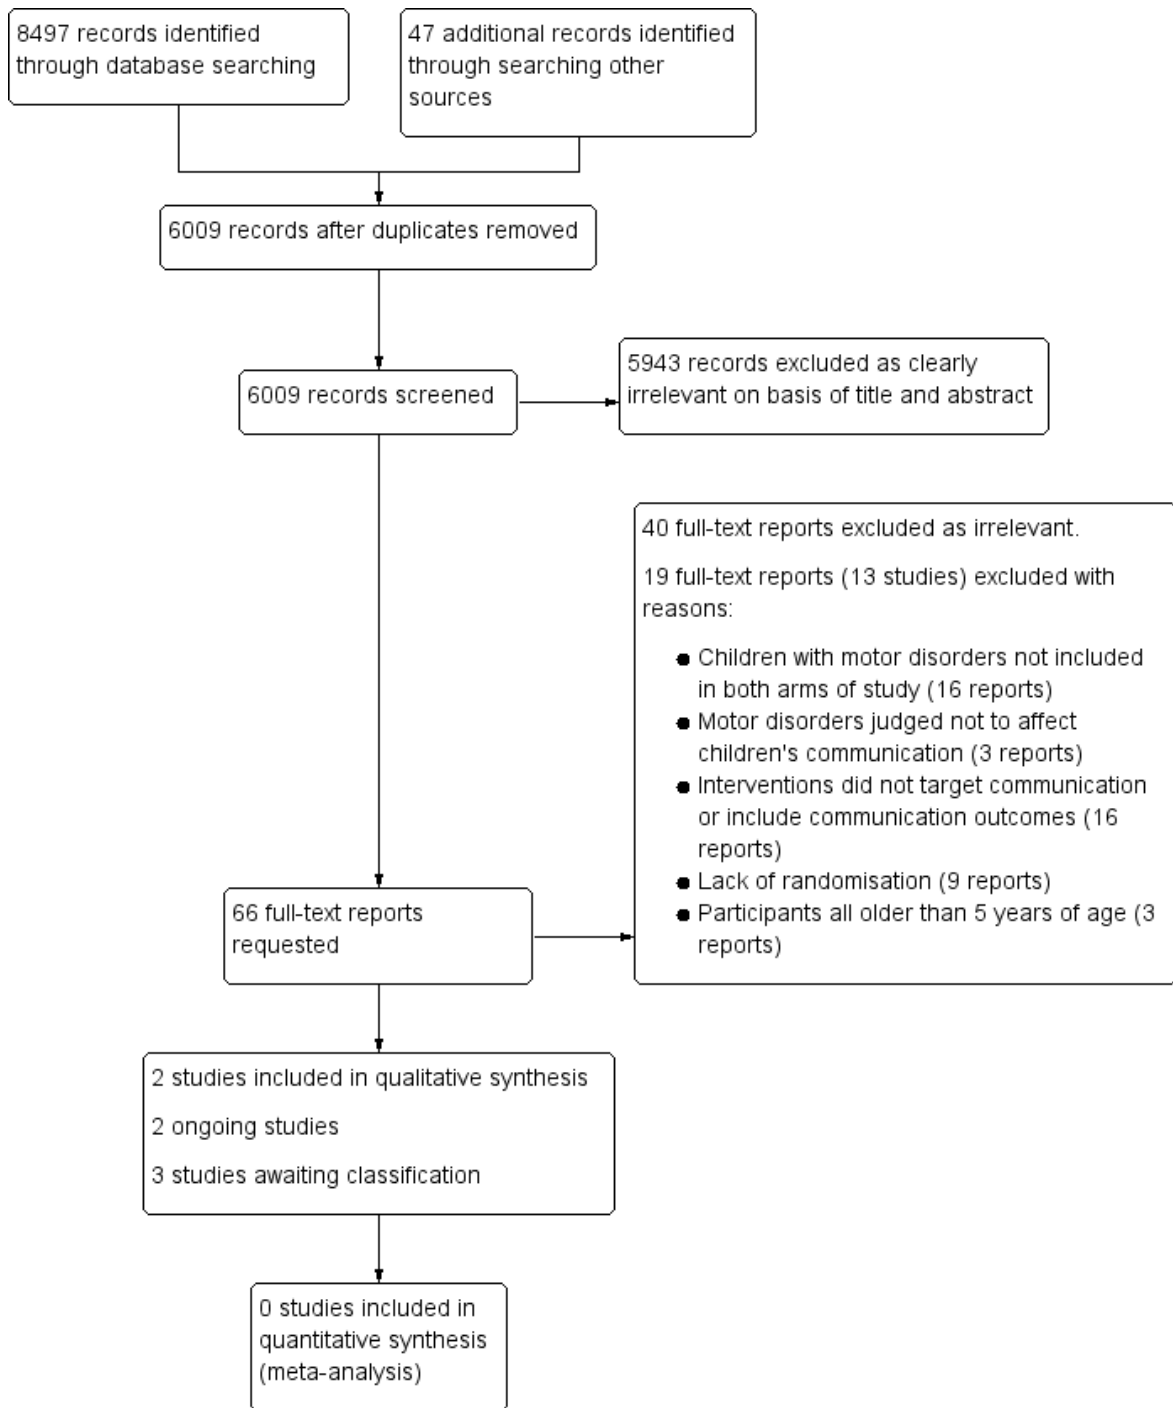 8497 records identified
through database searching
47 additional records identified
through searching other
sources
6009 records after duplicates removed
6009 records screened
5943 records excluded as clearly
irrelevant on basis of title and abstract
40 full-text reports excluded as irrelevant.
19 full-text reports (13 studies) excluded with
reasons:
● Children with motor disorders not included
in both arms of study (16 reports)
● Motor disorders judged not to affect
children's communication (3 reports)
● Interventions did not target communication
or include communication outcomes (16
reports)
● Lack of randomisation (9 reports)
● Participants all older than 5 years of age (3
reports)
66 full-text reports
requested
2 studies included in qualitative synthesis
2 ongoing studies
3 studies awaiting classification
0 studies included in
quantitative synthesis
(meta-analysis)